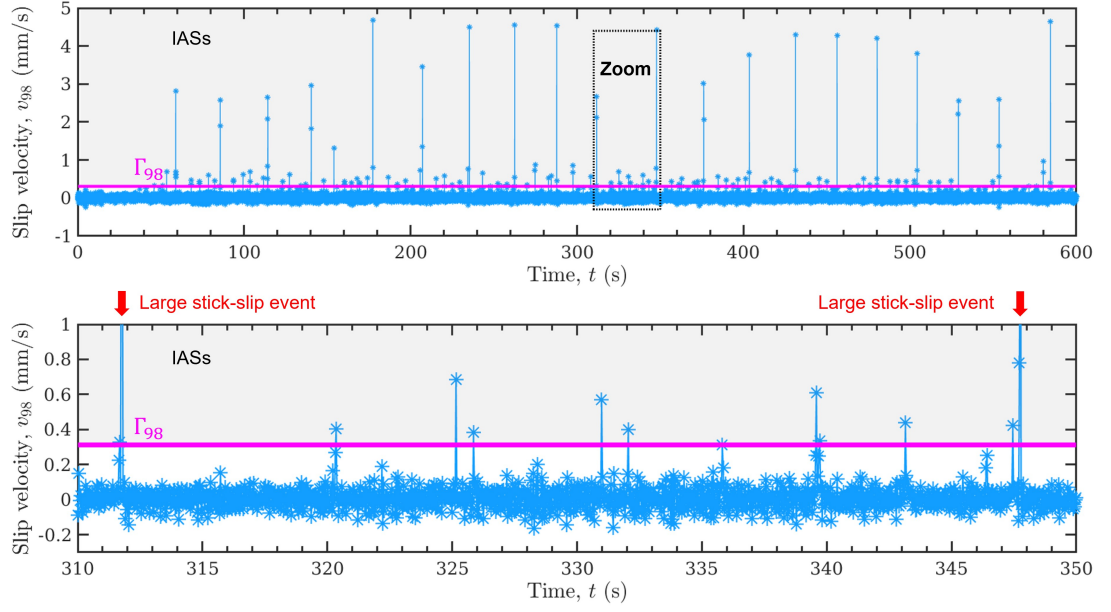 5
4
3
2
1
0
-1
Slip velocity, v98 (mm/s)
IASs
Zoom
Γ98
0 100 200 300 400 500 600
Time, t (s)
Large stick-slip event Large stick-slip event
1
0.8
0.6
0.4
0.2
0
-0.2
Slip velocity, v98 (mm/s)
IASs
Γ98
310 315 320 325 330 335 340 345 350
Time, t (s)